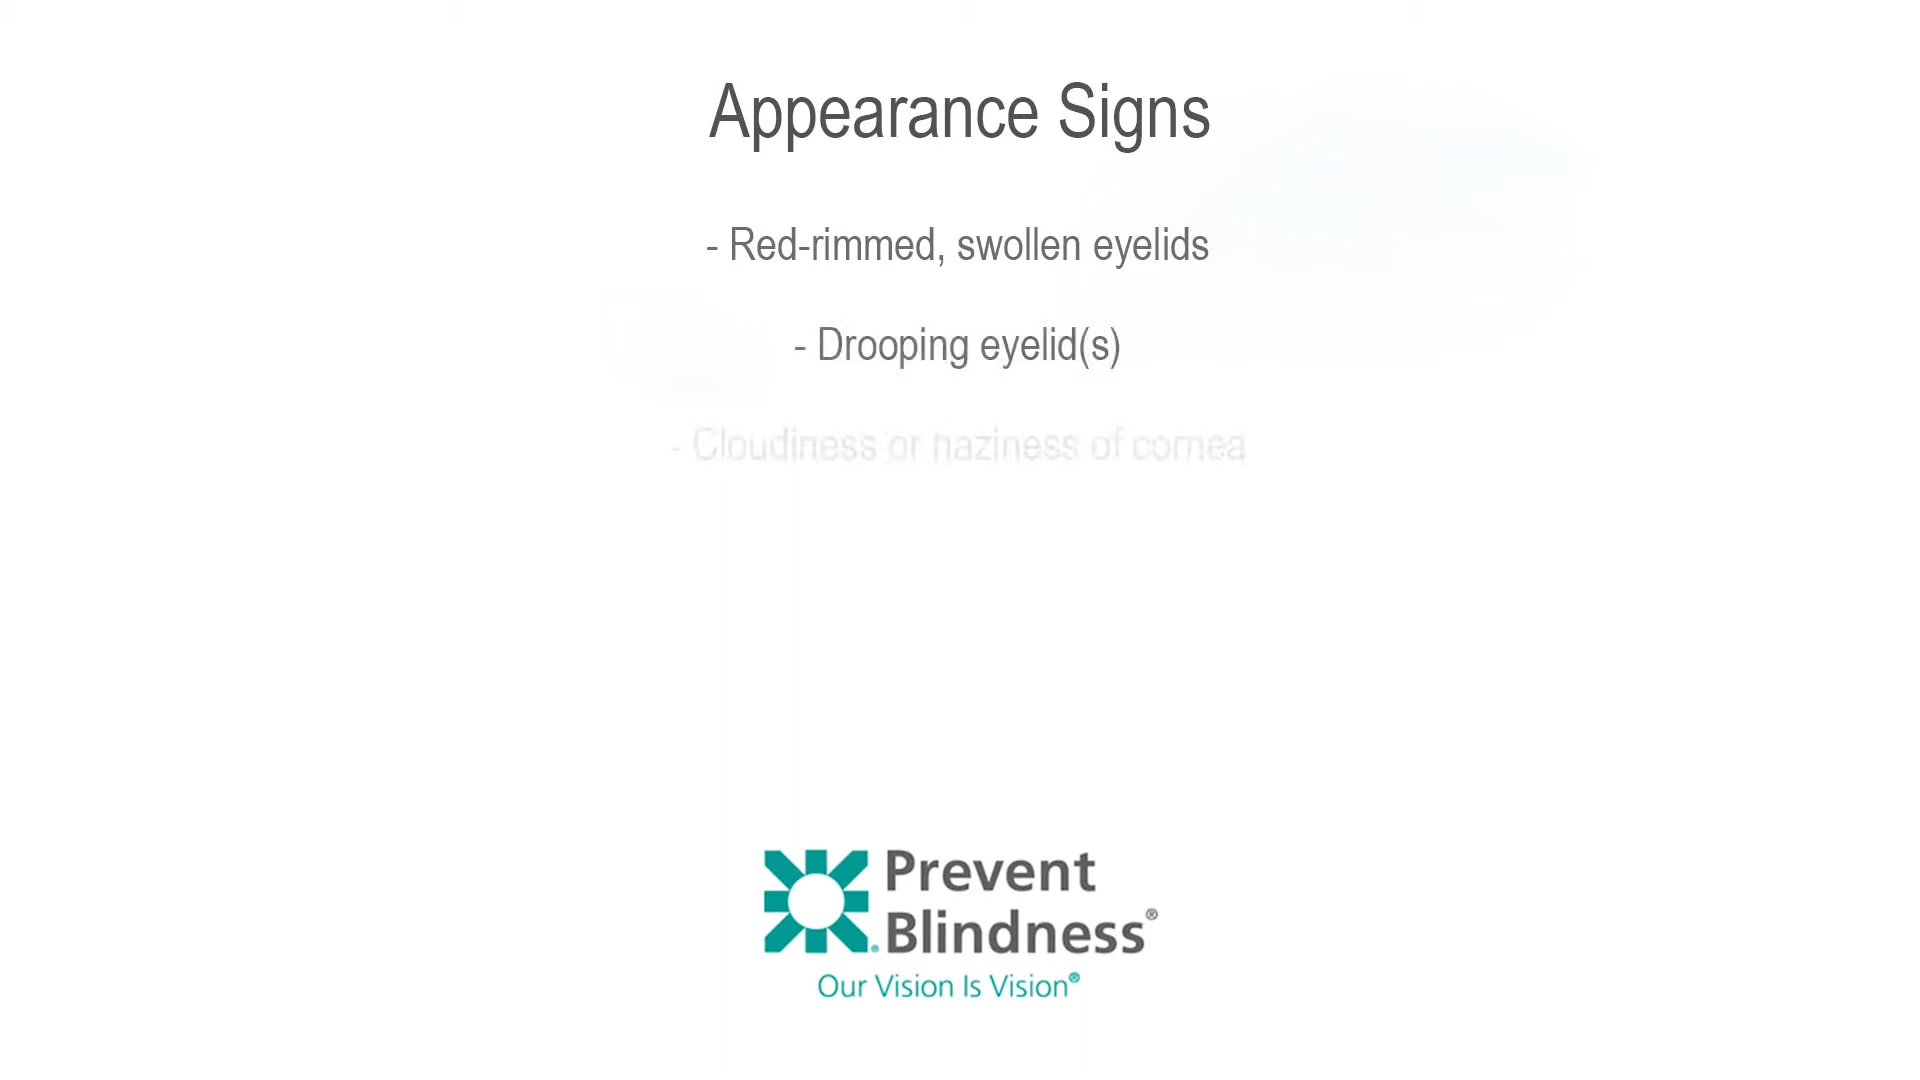 Appearance Signs
- Red-rimmed, swollen eyelids
- Drooping eyelid(s)
- Cloudiness or haziness of cornea
Prevent
Blindness®
Our Vision Is Vision®